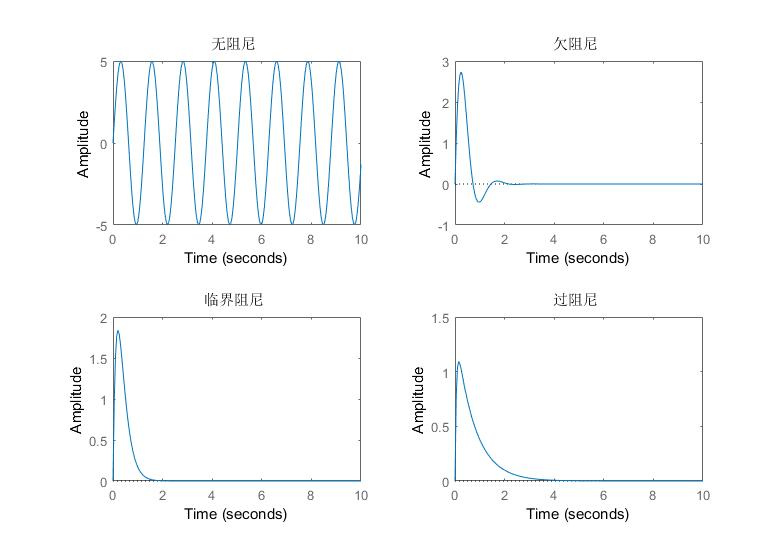 无阻尼
5
0
-5
Amplitude
0 2 4 6 8 10
Time (seconds)
欠阻尼
3
2
1
0
-1
Amplitude
0 2 4 6 8 10
Time (seconds)
临界阻尼
2
1.5
1
0.5
0
Amplitude
0 2 4 6 8 10
Time (seconds)
过阻尼
1.5
1
0.5
0
Amplitude
0 2 4 6 8 10
Time (seconds)